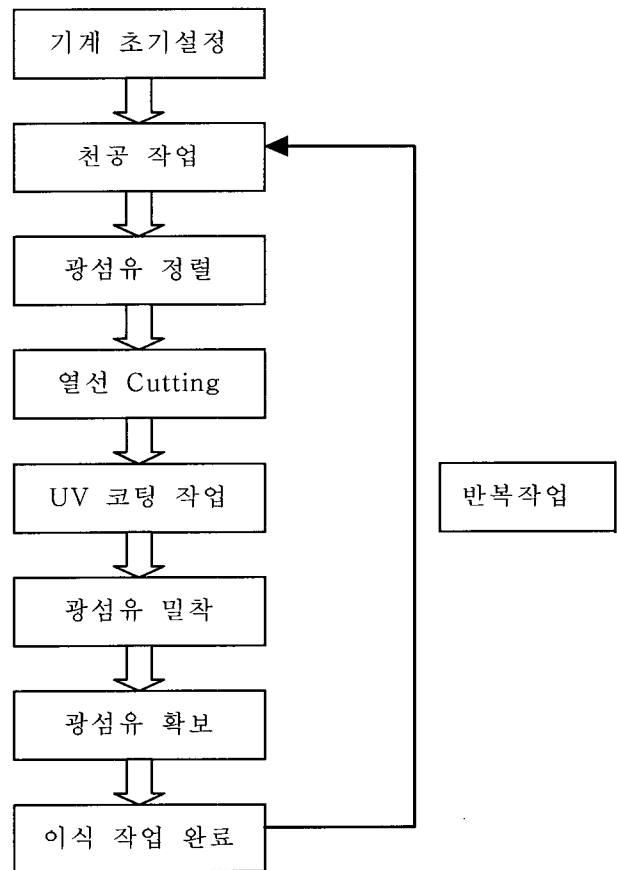 기계 초기설정
천공 작업
광섬유 정렬
열선 Cutting
UV 코팅 작업
반복작업
광섬유 밀착
광섬유 확보
이식 작업 완료